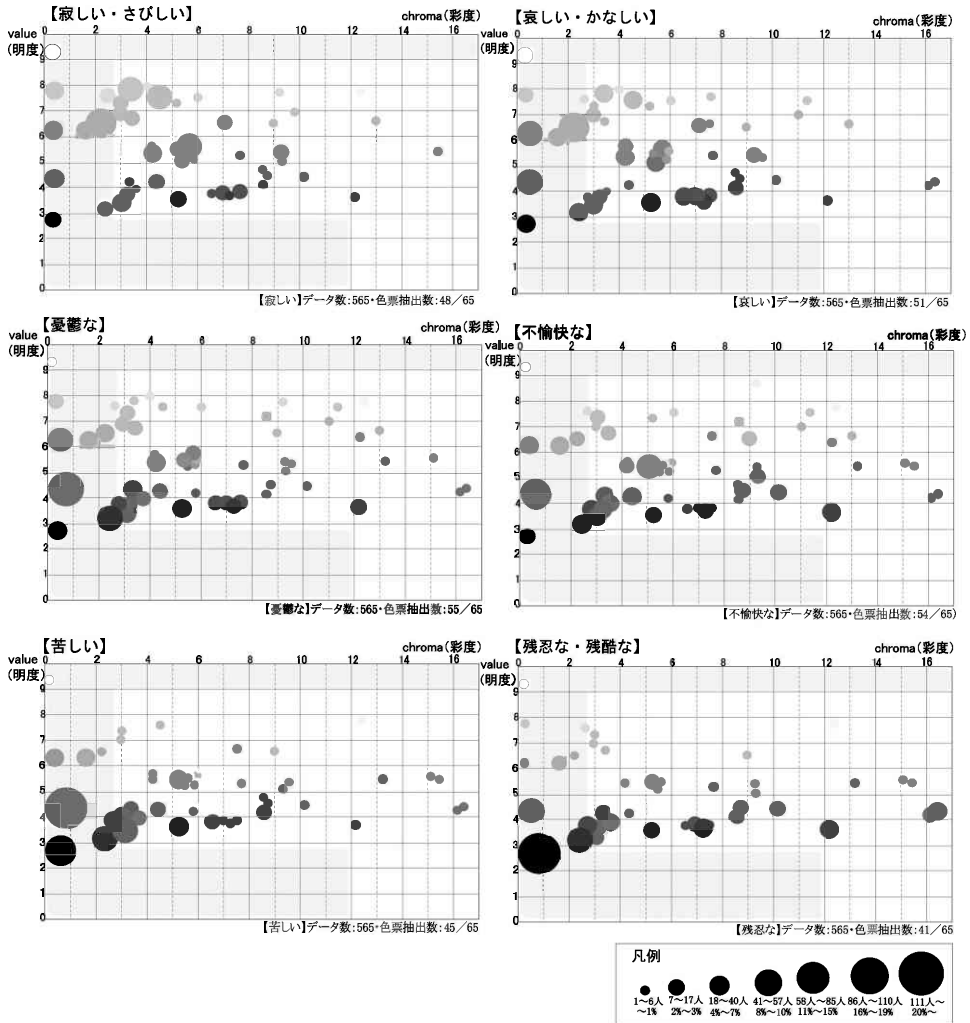 【寂しい・さびしい】
chroma(彩度)
value
(明度)
0 2 4 6 8 10 12 14 16
9
8
7
6
5
4
3
2
1
0
【寂しい】データ数:565・色票抽出数:48/65
【哀しい・かなしい】
chroma(彩度)
value
(明度)
0 2 4 6 8 10 12 14 16
9
8
7
6
5
4
3
2
1
0
【哀しい】データ数:565・色票抽出数:51/65
【憂鬱な】
chroma(彩度)
value
(明度)
0 2 4 6 8 10 12 14 16
9
8
7
6
5
4
3
2
1
0
【憂鬱な】データ数:565・色票抽出数:55/65
【不愉快な】
chroma(彩度)
value
(明度)
0 2 4 6 8 10 12 14 16
9
8
7
6
5
4
3
2
1
0
【不愉快な】データ数:565・色票抽出数:54/65)
【苦しい】
chroma(彩度)
value
(明度)
0 2 4 6 8 10 12 14 16
9
8
7
6
5
4
3
2
1
0
【苦しい】データ数:565・色票抽出数:45/65
【残忍な・残酷な】
chroma(彩度)
value
(明度)
0 2 4 6 8 10 12 14 16
9
8
7
6
5
4
3
2
1
0
【残忍な】データ数:565・色票抽出数:41/65
凡例
1～6人 7～17人 18～40人 41～57人 58人～85人 86人～110人 111人～
～1% 2%～3% 4%～7% 8%～10% 11%～15% 16%～19% 20%～